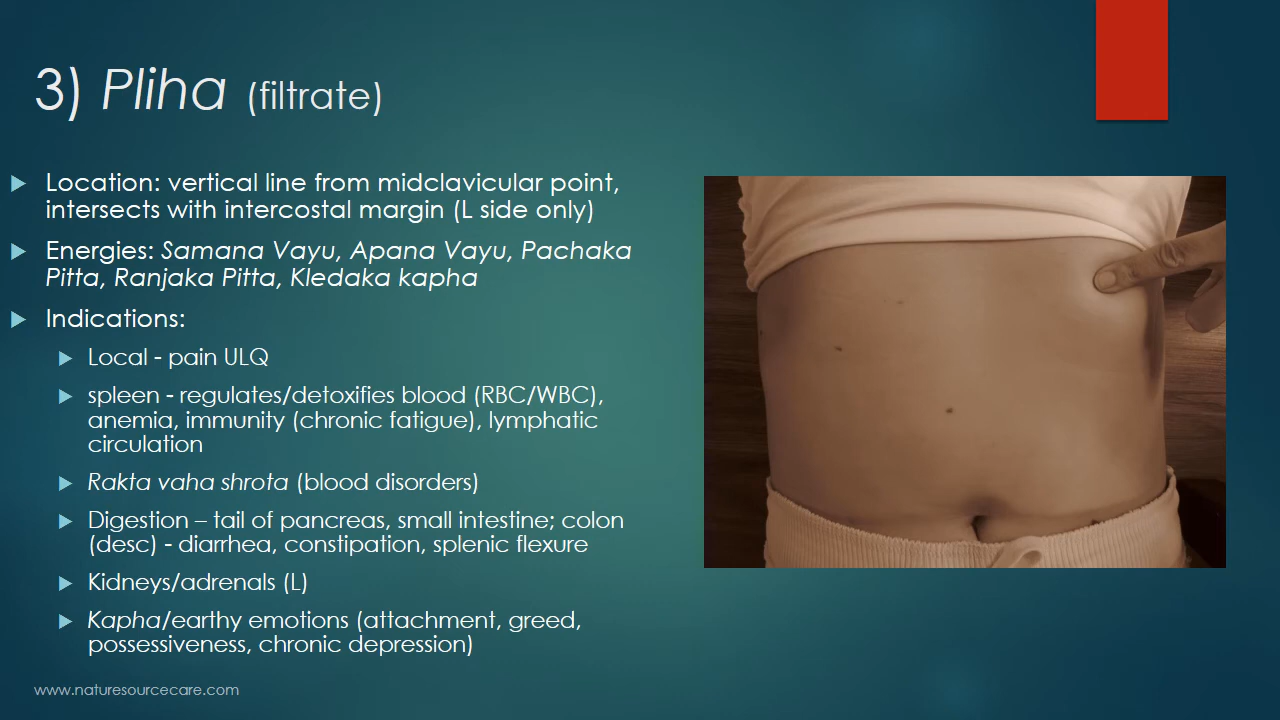 3) Pliha (filtrate)
Location: vertical line from midclavicular point,
intersects with intercostal margin (L side only)
Energies: Samana Vayu, Apana Vayu, Pachaka
Pitta, Ranjaka Pitta, Kledaka kapha
Indications:
Local - pain ULQ
spleen - regulates/detoxifies blood (RBC/WBC),
anemia, immunity (chronic fatigue), lymphatic
circulation
Rakta vaha shrota (blood disorders)
Digestion – tail of pancreas, small intestine; colon
(desc) - diarrhea, constipation, splenic flexure
Kidneys/adrenals (L)
Kapha/earthy emotions (attachment, greed,
possessiveness, chronic depression)
www.naturesourcecare.com